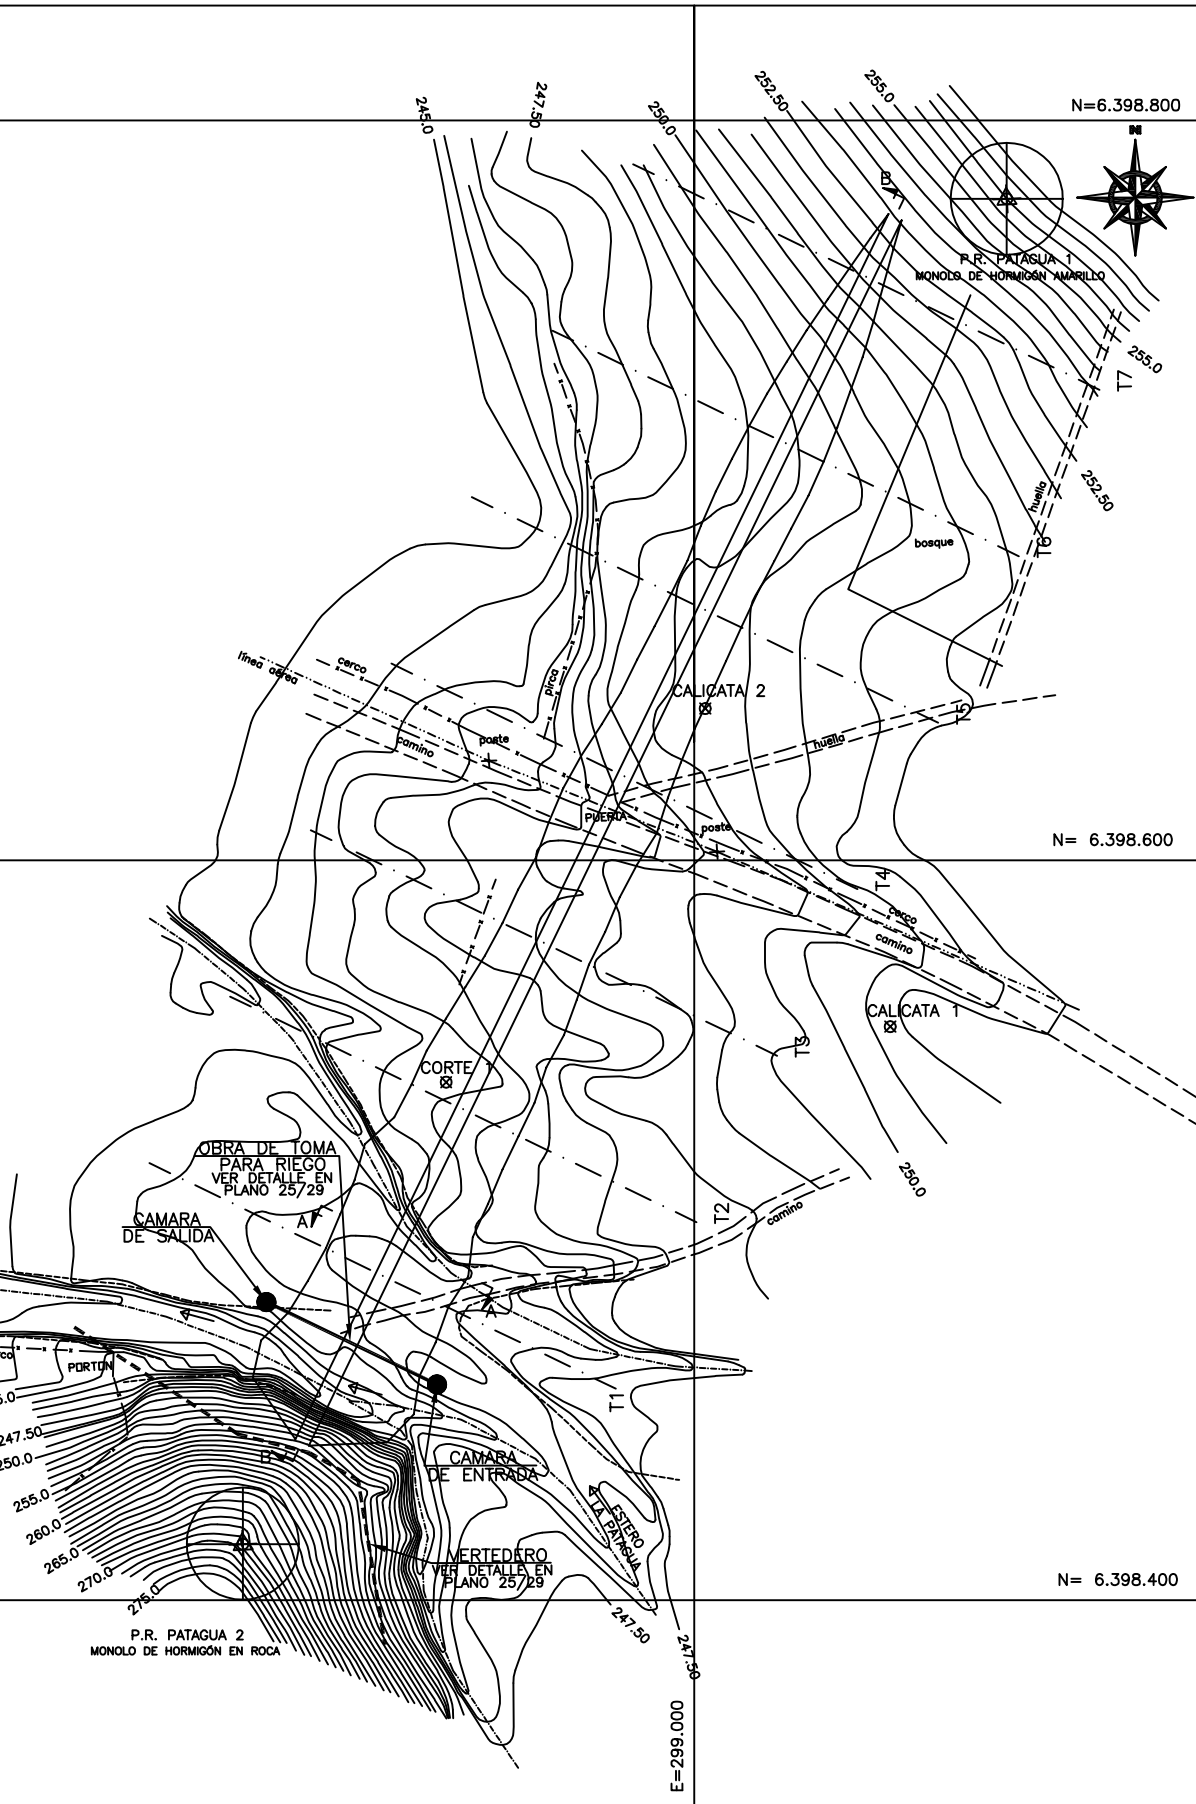 245.0
247.50
250.0
252.50
255.0
N=6.398.800
N
B
P.R. PATAGUA 1
MONOLO DE HORMIGÓN AMARILLO
255.0
T7
252.50
huella
T6
bosque
línea aérea
cerco
pirca
CALICATA 2
T5
camino
poste
huella
PUERTA
poste
N= 6.398.600
T4
cerco
camino
CALICATA 1
T3
CORTE 1
OBRA DE TOMA
PARA RIEGO
VER DETALLE EN
PLANO 25/29
250.0
A
T2
camino
CAMARA
DE SALIDA
A
PORTON
T1
5.0
247.50
250.0
B
CAMARA
DE ENTRADA
255.0
260.0
265.0
270.0
275.0
ESTERO
LA PATAGUA
VERTEDERO
VER DETALLE EN
PLANO 25/29
N= 6.398.400
P.R. PATAGUA 2
MONOLO DE HORMIGÓN EN ROCA
247.50
247.50
E=299.000